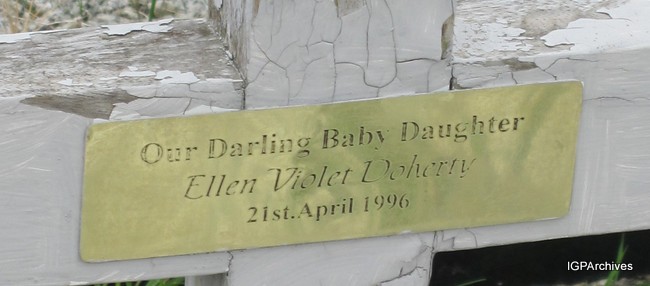 Our Darling Baby Daughter
Ellen Violet Doherty
21st.April 1996
IGPArchives